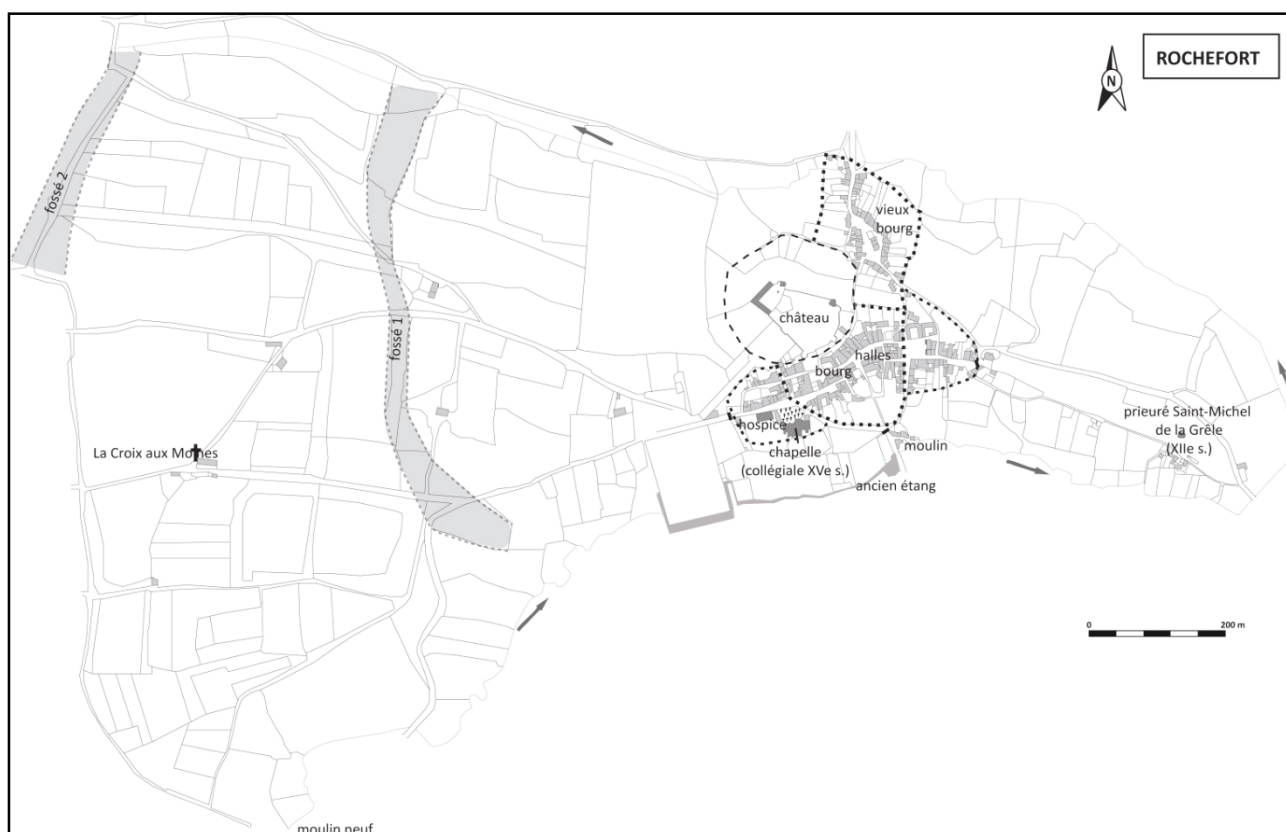 ROCHEFORT
N
fossé 2
vieux
bourg
château
fossé 1
halles
bourg
prieuré Saint-Michel
de la Grêle
(XIIe s.)
hospice
La Croix aux Moines
moulin
chapelle
(collégiale XVe s.)
ancien étang
0 200 m
moulin neuf